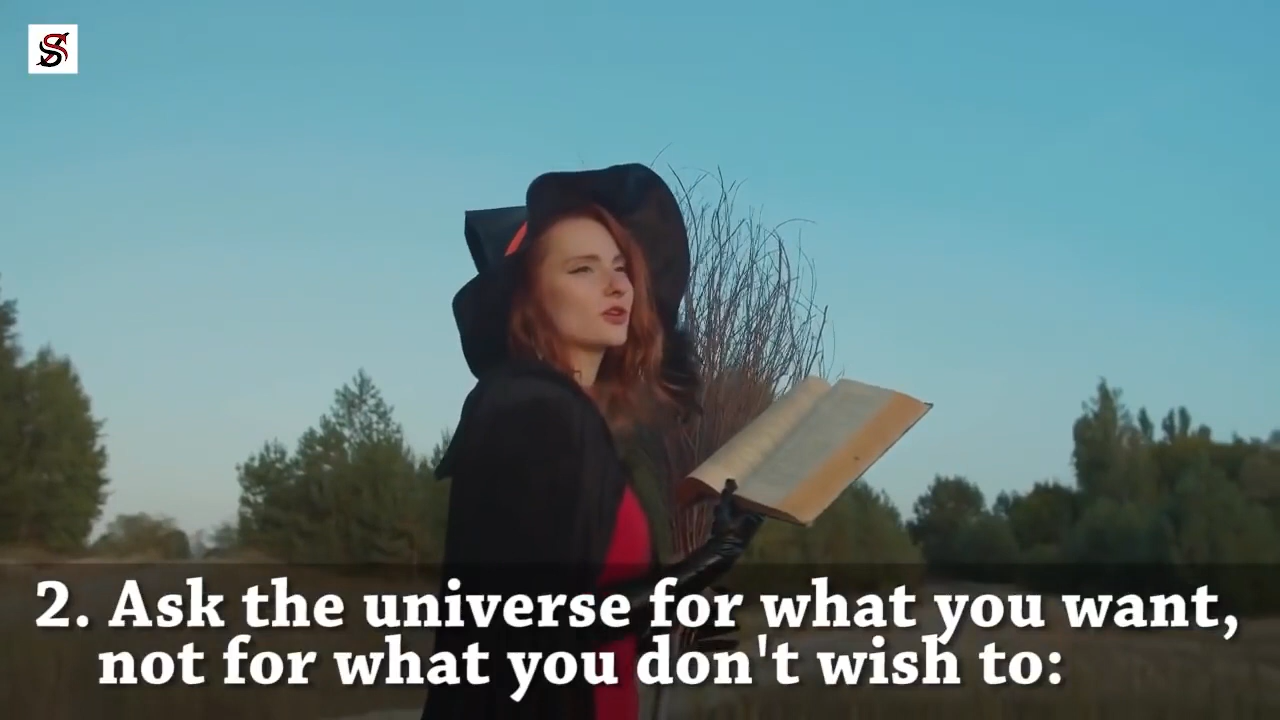 2. Ask the universe for what you want,
not for what you don't wish to: